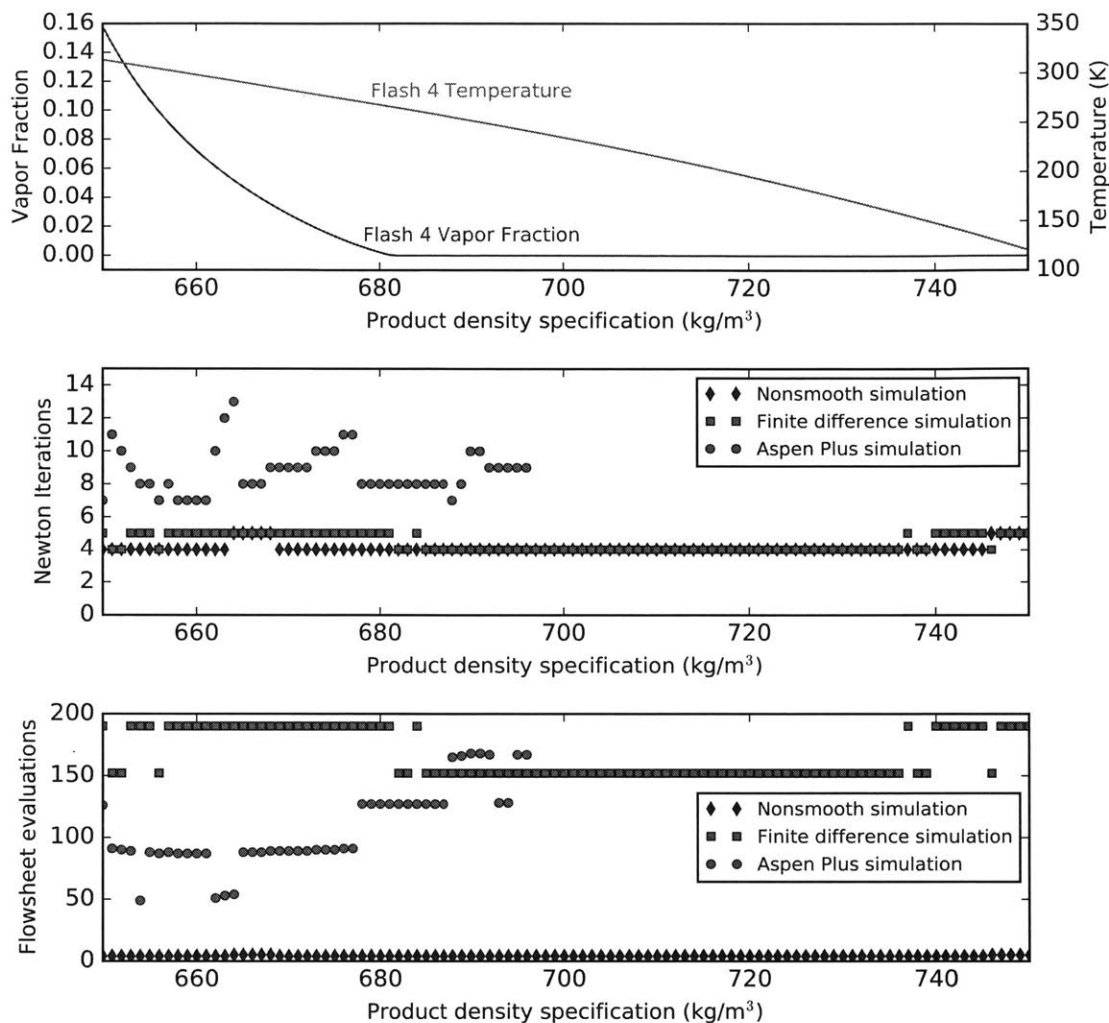 0.16
0.14
0.12
0.10
0.08
0.06
0.04
0.02
0.00
Vapor Fraction
350
300
250
200
150
100
Temperature (K)
Flash 4 Temperature
Flash 4 Vapor Fraction
660 680 700 720 740
Product density specification (kg/m³)
14
12
10
8
6
4
2
0
Newton Iterations
Nonsmooth simulation
Finite difference simulation
Aspen Plus simulation
660 680 700 720 740
Product density specification (kg/m³)
200
150
100
50
0
Flowsheet evaluations
Nonsmooth simulation
Finite difference simulation
Aspen Plus simulation
660 680 700 720 740
Product density specification (kg/m³)